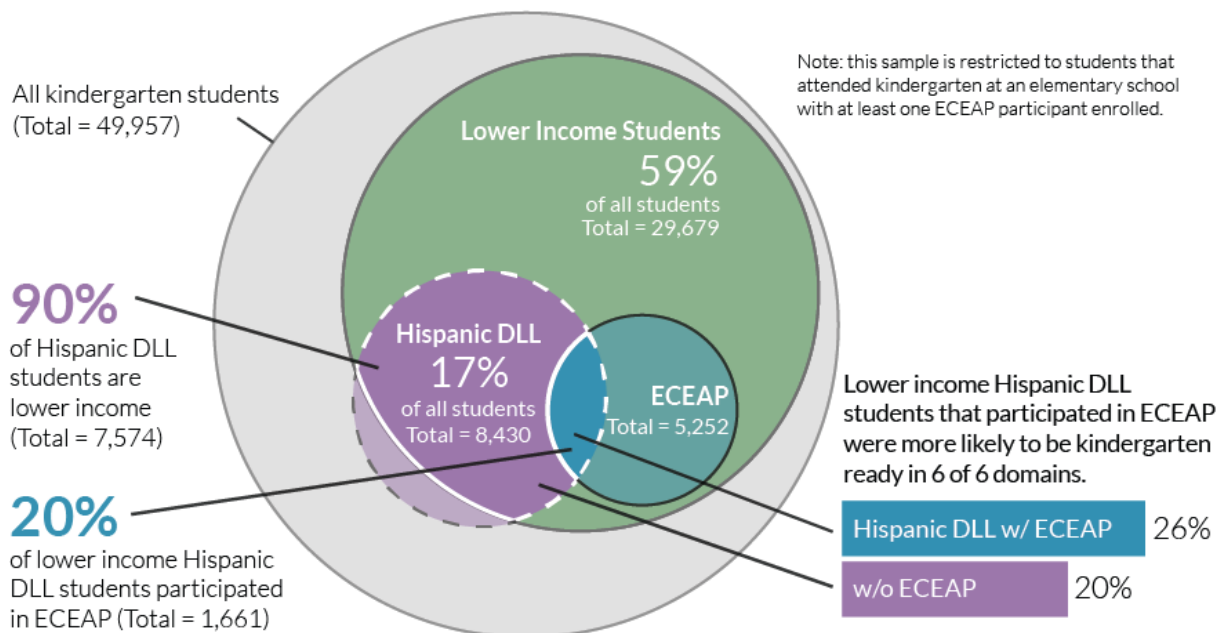 All kindergarten students
(Total = 49,957)
Note: this sample is restricted to students that
attended kindergarten at an elementary school
with at least one ECEAP participant enrolled.
Lower Income Students
59%
of all students
Total = 29,679
90%
of Hispanic DLL
students are
lower income
(Total = 7,574)
Hispanic DLL
17%
of all students
Total = 8,430
ECEAP
Total = 5,252
20%
of lower income Hispanic
DLL students participated
in ECEAP (Total = 1,661)
Lower income Hispanic DLL
students that participated in ECEAP
were more likely to be kindergarten
ready in 6 of 6 domains.
Hispanic DLL w/ ECEAP 26%
w/o ECEAP 20%